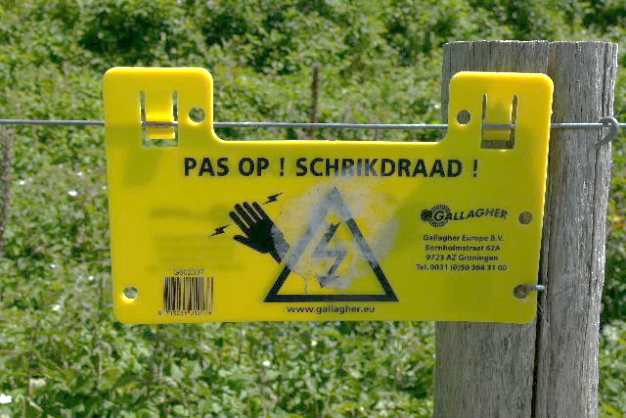 PAS OP ! SCHRIKDRAAD !
GALLAGHER
Gallagher Europe B.V.
Bornholmstraat 62A
9723 AZ Groningen
Tel. 0031 (0)50 368 31 00
G602337
www.gallagher.eu